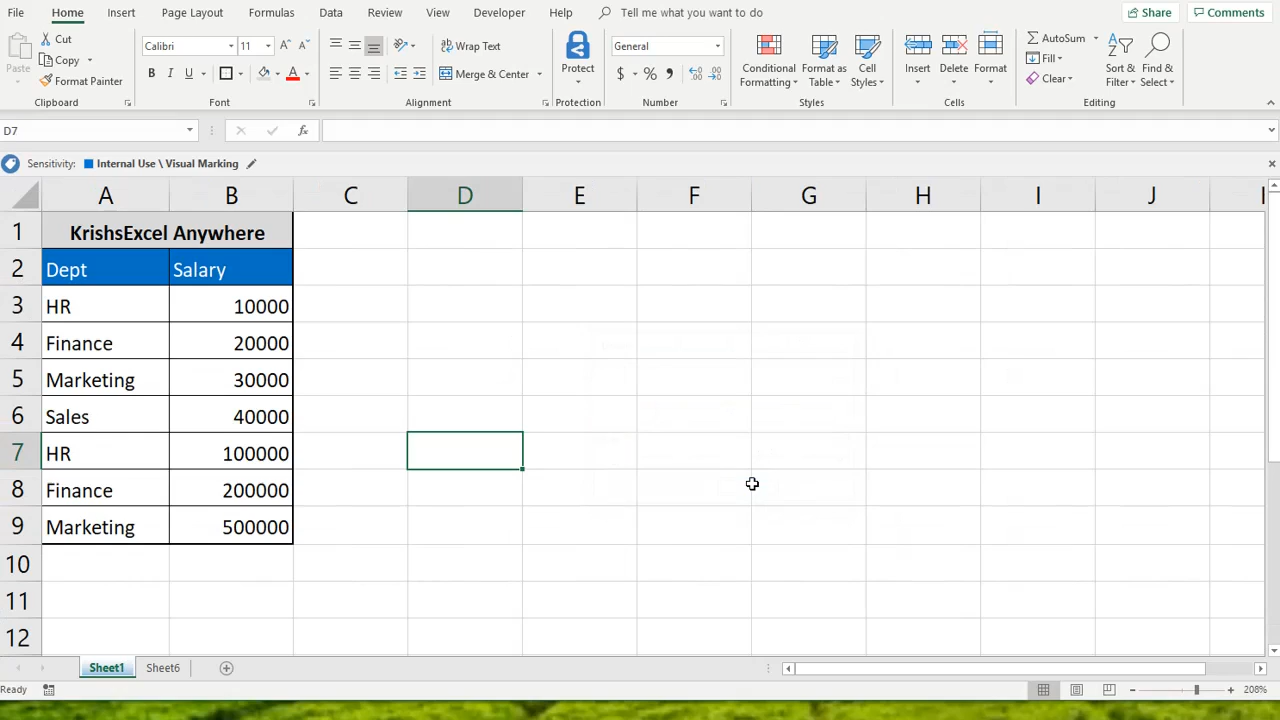 File Home Insert Page Layout Formulas Data Review View Developer Help Tell me what you want to do Share Comments
Paste Cut Copy Format Painter Clipboard
Calibri 11 A A B I U A Font
Wrap Text Merge & Center Alignment
Protect Protection
General $ % , Number
Conditional Formatting Format as Table Cell Styles Styles
Insert Delete Format Cells
AutoSum Fill Clear Sort & Filter Find & Select Editing
D7 fx
Sensitivity: Internal Use \ Visual Marking
A B C D E F G H I J
1 KrishsExcel Anywhere
2 Dept Salary
3 HR 10000
4 Finance 20000
5 Marketing 30000
6 Sales 40000
7 HR 100000
8 Finance 200000
9 Marketing 500000
10
11
12
Sheet1 Sheet6
Ready 208%